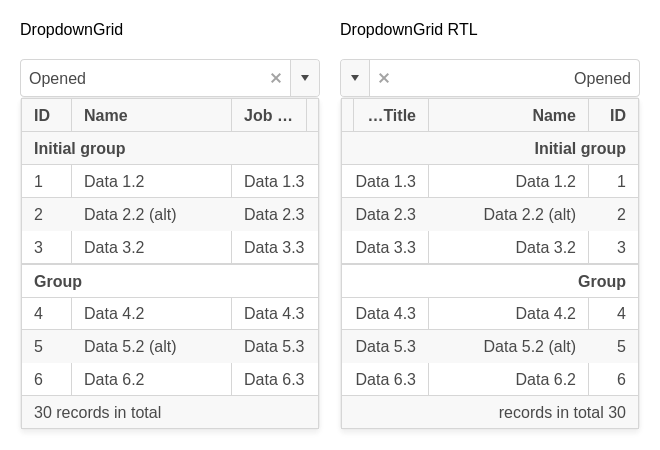 DropdownGrid
Opened
ID Name Job …
Initial group
1 Data 1.2 Data 1.3
2 Data 2.2 (alt) Data 2.3
3 Data 3.2 Data 3.3
Group
4 Data 4.2 Data 4.3
5 Data 5.2 (alt) Data 5.3
6 Data 6.2 Data 6.3
30 records in total
DropdownGrid RTL
Opened
…Title Name ID
Initial group
Data 1.3 Data 1.2 1
Data 2.3 Data 2.2 (alt) 2
Data 3.3 Data 3.2 3
Group
Data 4.3 Data 4.2 4
Data 5.3 Data 5.2 (alt) 5
Data 6.3 Data 6.2 6
records in total 30